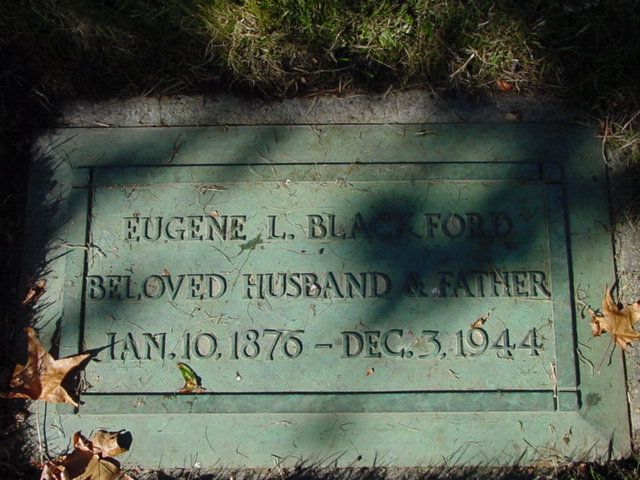 EUGENE L. BLACKFORD
BELOVED HUSBAND & FATHER
JAN. 10, 1876 – DEC. 3, 1944